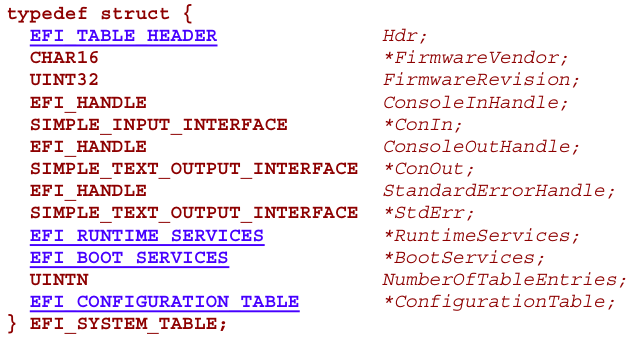 typedef struct {
EFI_TABLE_HEADER Hdr;
CHAR16 *FirmwareVendor;
UINT32 FirmwareRevision;
EFI_HANDLE ConsoleInHandle;
SIMPLE_INPUT_INTERFACE *ConIn;
EFI_HANDLE ConsoleOutHandle;
SIMPLE_TEXT_OUTPUT_INTERFACE *ConOut;
EFI_HANDLE StandardErrorHandle;
SIMPLE_TEXT_OUTPUT_INTERFACE *StdErr;
EFI_RUNTIME_SERVICES *RuntimeServices;
EFI_BOOT_SERVICES *BootServices;
UINTN NumberOfTableEntries;
EFI_CONFIGURATION_TABLE *ConfigurationTable;
} EFI_SYSTEM_TABLE;